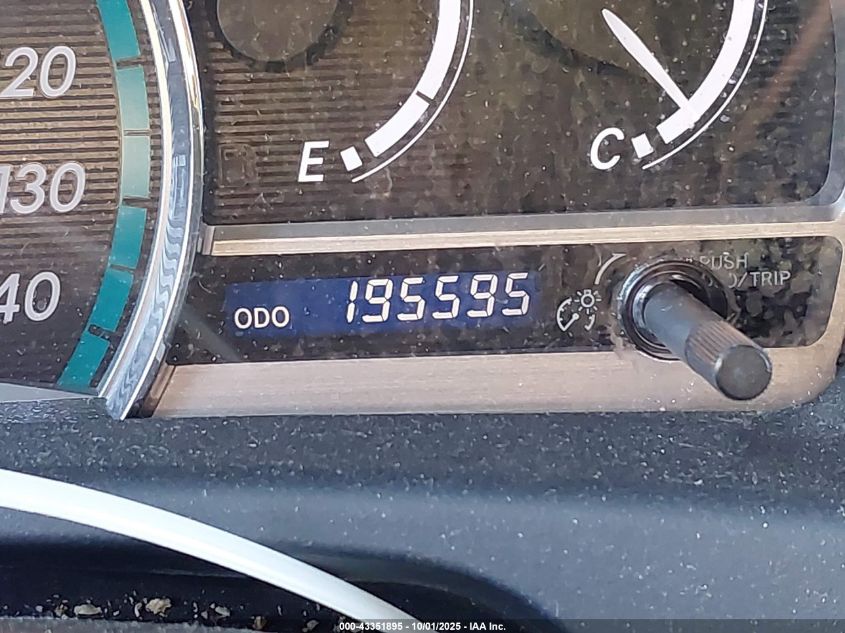 20
130
40
E
C
ODO 195595
PUSH
/TRIP
000-43351895 - 10/01/2025 - IAA Inc.